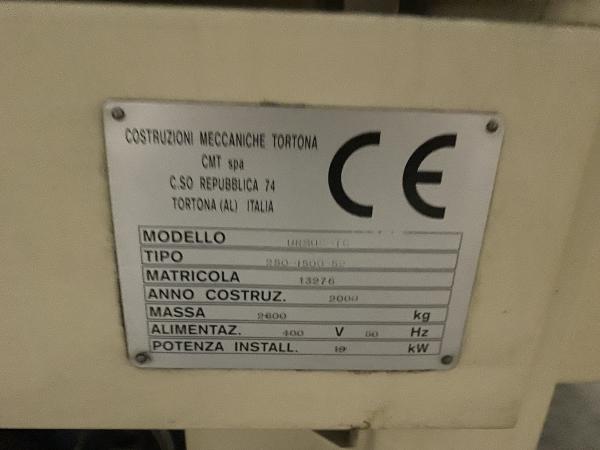 COSTRUZIONI MECCANICHE TORTONA
CMT spa
C.SO REPUBBLICA 74
TORTONA (AL) ITALIA
CE
MODELLO
TIPO
MATRICOLA 13276
ANNO COSTRUZ. 2000
MASSA 2600 kg
ALIMENTAZ. 400 V 50 Hz
POTENZA INSTALL. 19 kW